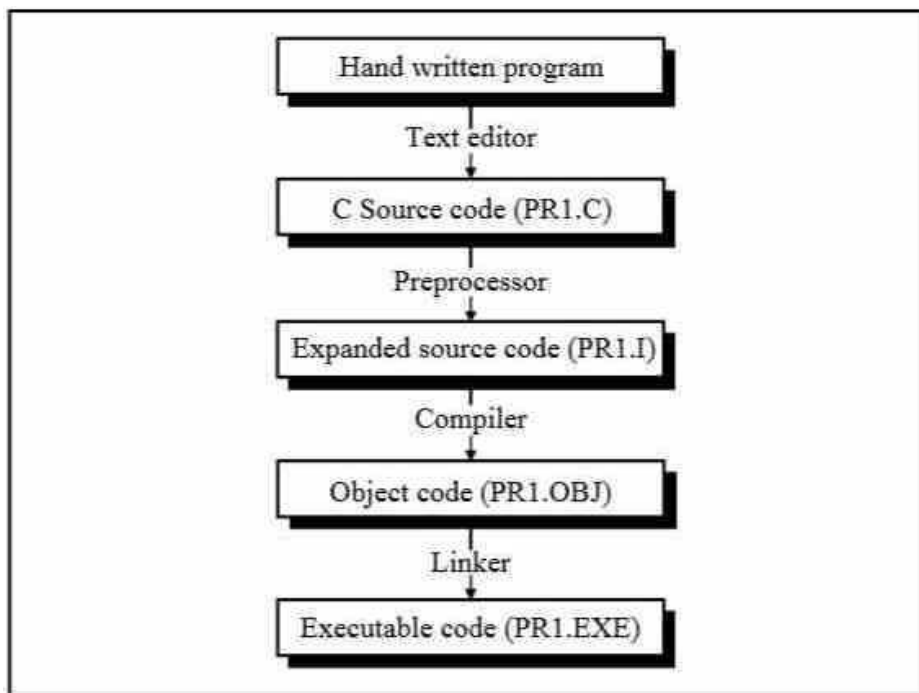 Hand written program
Text editor
C Source code (PR1.C)
Preprocessor
Expanded source code (PR1.I)
Compiler
Object code (PR1.OBJ)
Linker
Executable code (PR1.EXE)